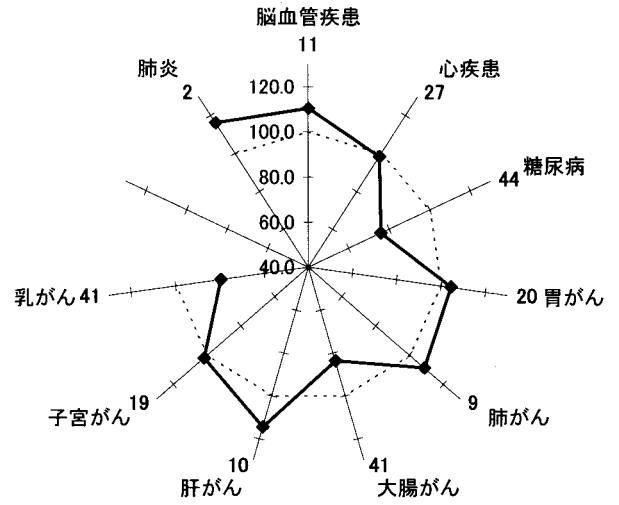 脳血管疾患
11
肺炎
2
心疾患
27
120.0
100.0
80.0
60.0
40.0
糖尿病
44
乳がん 41
20 胃がん
子宮がん
19
9
肺がん
10
肝がん
41
大腸がん